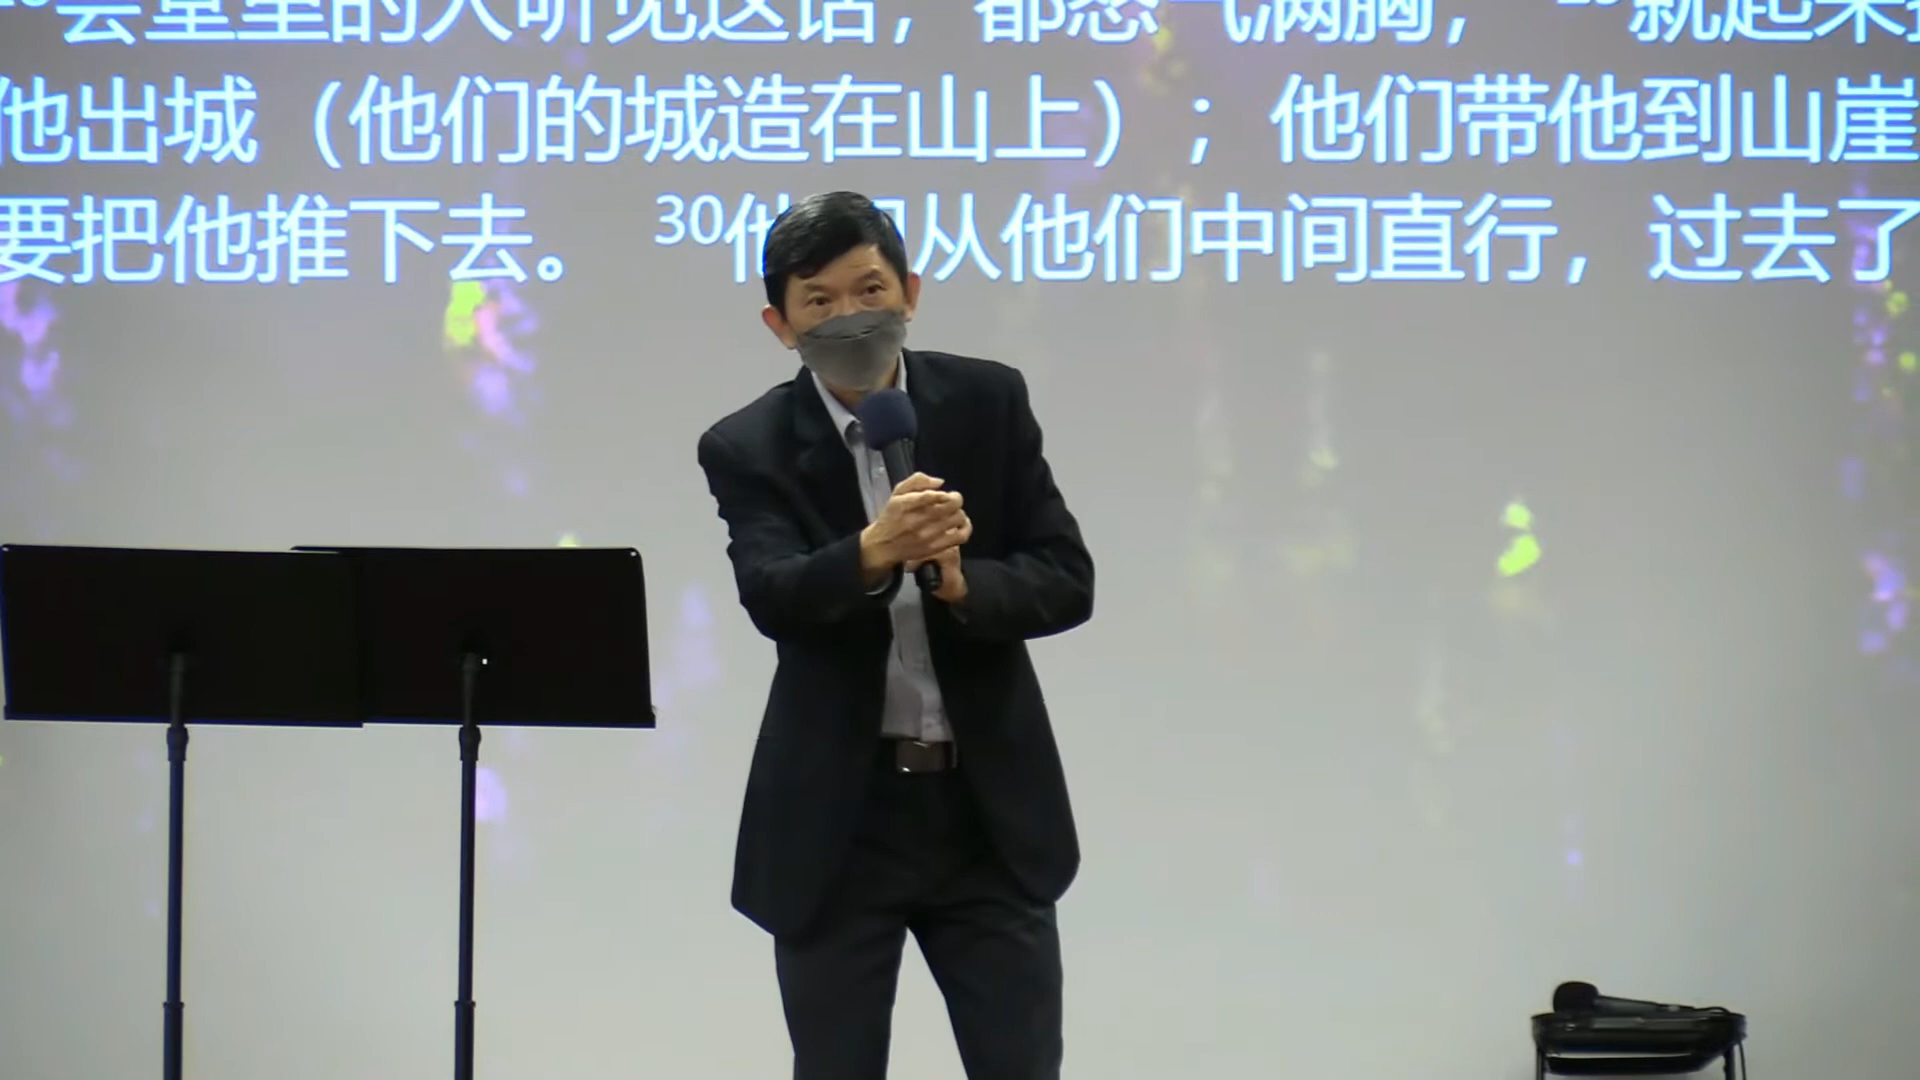 会堂里的人听见这话，都怒气满胸， 就起来
他出城（他们的城造在山上）；他们带他到山崖
要把他推下去。 30他从他们中间直行，过去了